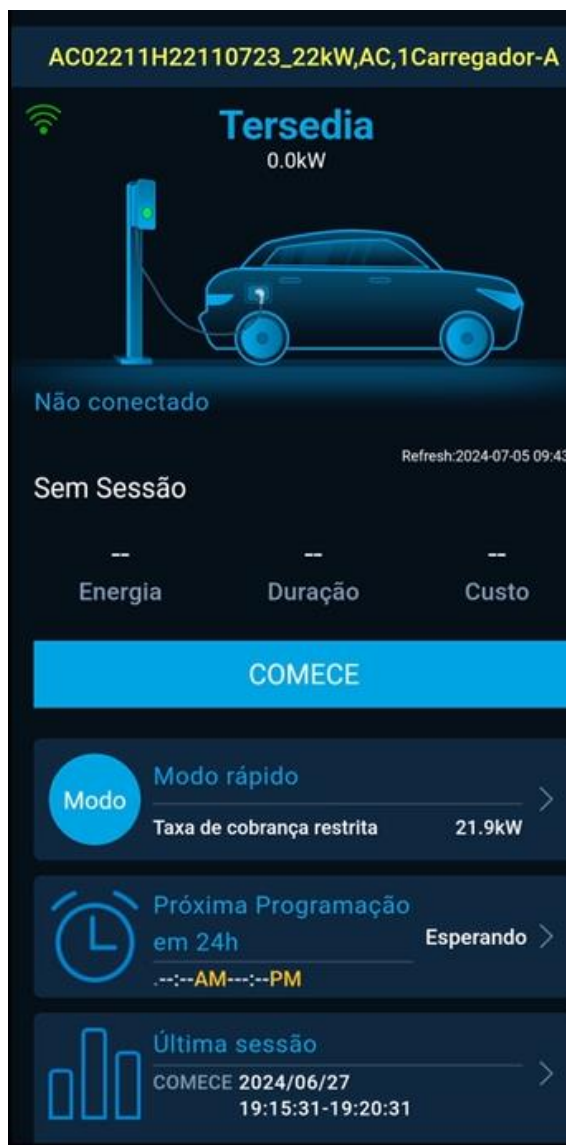 AC02211H22110723_22kW,AC,1Carregador-A
Tersedia
0.0kW
Não conectado
Refresh:2024-07-05 09:43
Sem Sessão
-- -- --
Energia Duração Custo
COMECE
Modo
Modo rápido
Taxa de cobrança restrita 21.9kW
Próxima Programação
em 24h
Esperando
.--:--AM---:--PM
Última sessão
COMECE 2024/06/27
19:15:31-19:20:31